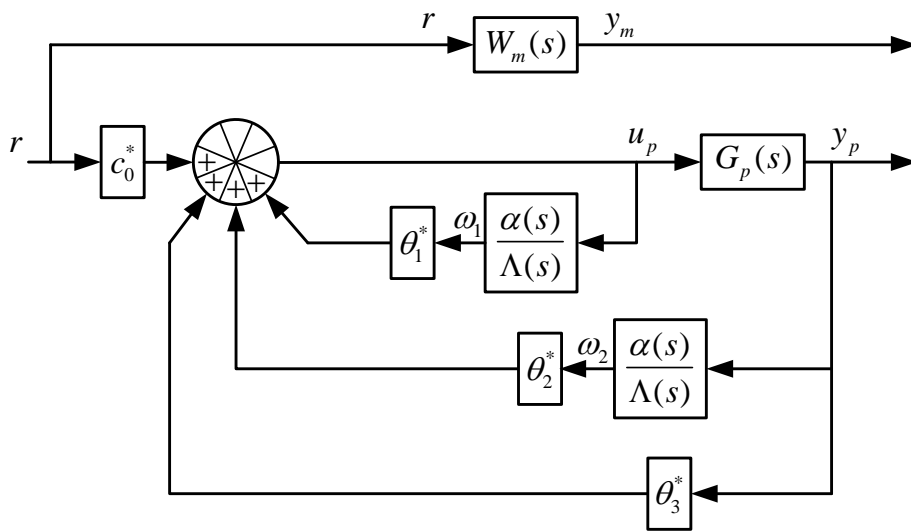 r
W_m(s)
y_m
r
c_0^*
+
+
+
+
u_p
G_p(s)
y_p
θ_1^*
ω_1
α(s)
Λ(s)
θ_2^*
ω_2
α(s)
Λ(s)
θ_3^*